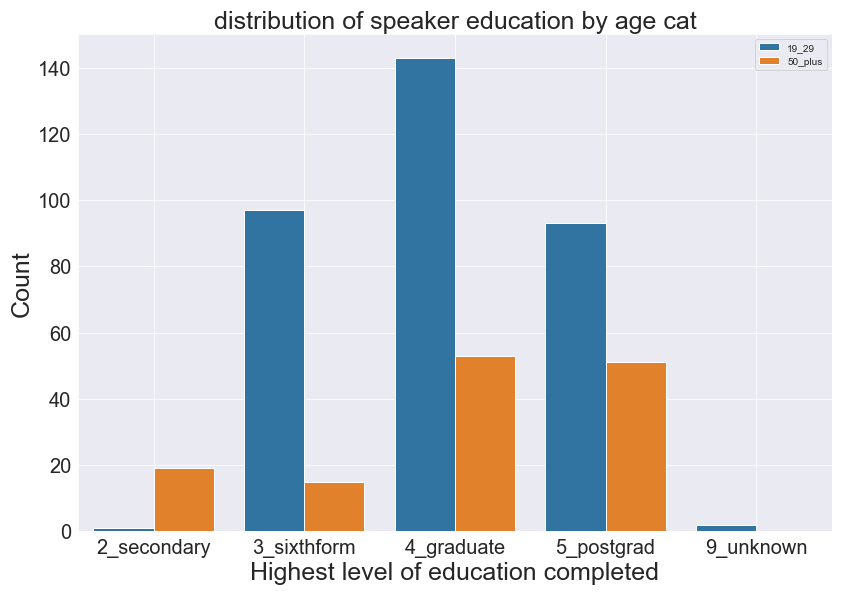 distribution of speaker education by age cat
19_29
50_plus
140
120
100
80
60
40
20
0
Count
2_secondary 3_sixthform 4_graduate 5_postgrad 9_unknown
Highest level of education completed